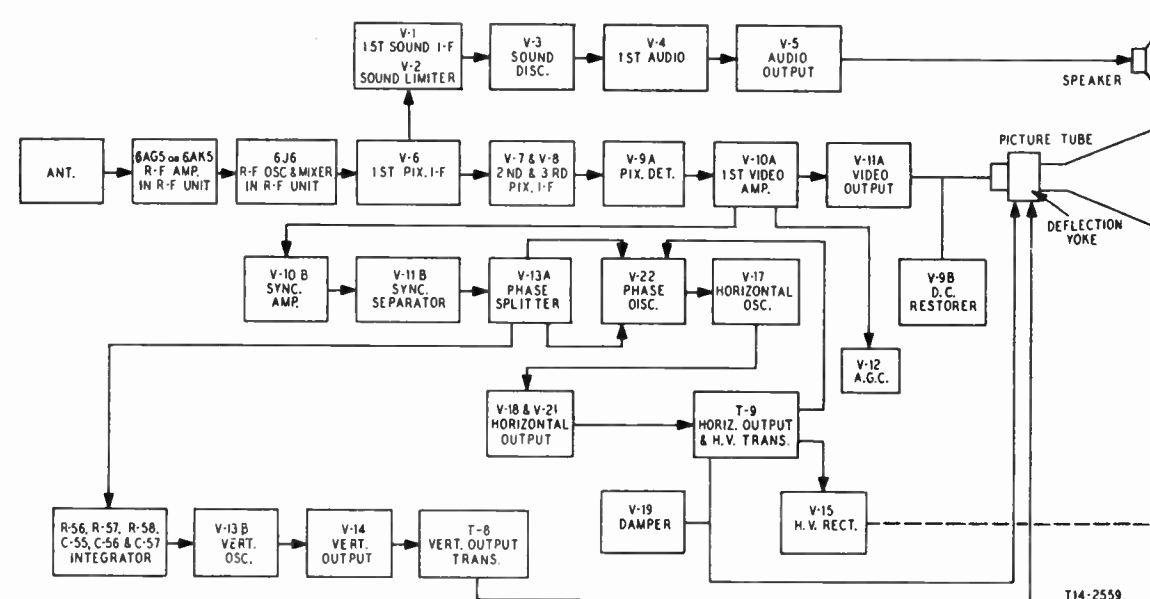 V-1
1ST SOUND I-F
V-2
SOUND LIMITER
V-3
SOUND
DISC.
V-4
1ST AUDIO
V-5
AUDIO
OUTPUT
SPEAKER
ANT.
6AG5 OR 6AK5
R-F AMP.
IN R-F UNIT
6J6
R-F OSC & MIXER
IN R-F UNIT
V-6
1ST PIX. I-F
V-7 & V-8
2ND & 3RD
PIX. I-F
V-9A
PIX. DET.
V-10A
1ST VIDEO
AMP.
V-11A
VIDEO
OUTPUT
PICTURE TUBE
DEFLECTION
YOKE
V-10B
SYNC.
AMP.
V-11B
SYNC.
SEPARATOR
V-13A
PHASE
SPLITTER
V-22
PHASE
DISC.
V-17
HORIZONTAL
OSC.
V-9B
D.C.
RESTORER
V-12
A.G.C.
V-18 & V-21
HORIZONTAL
OUTPUT
T-9
HORIZ. OUTPUT
& H.V. TRANS.
V-19
DAMPER
V-15
H.V. RECT.
R-56, R-57, R-58,
C-55, C-56 & C-57
INTEGRATOR
V-13B
VERT.
OSC.
V-14
VERT.
OUTPUT
T-8
VERT. OUTPUT
TRANS.
T14-2559